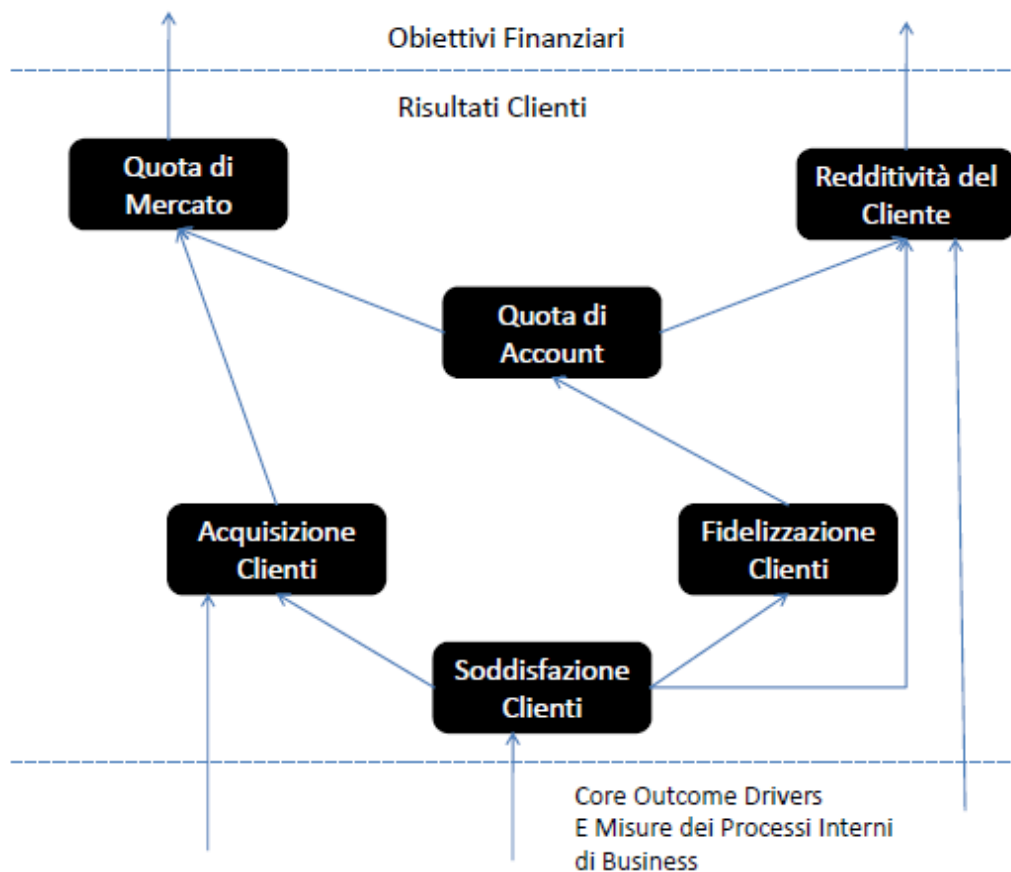 Obiettivi Finanziari
Risultati Clienti
Quota di
Mercato
Redditività del
Cliente
Quota di
Account
Acquisizione
Clienti
Fidelizzazione
Clienti
Soddisfazione
Clienti
Core Outcome Drivers
E Misure dei Processi Interni
di Business